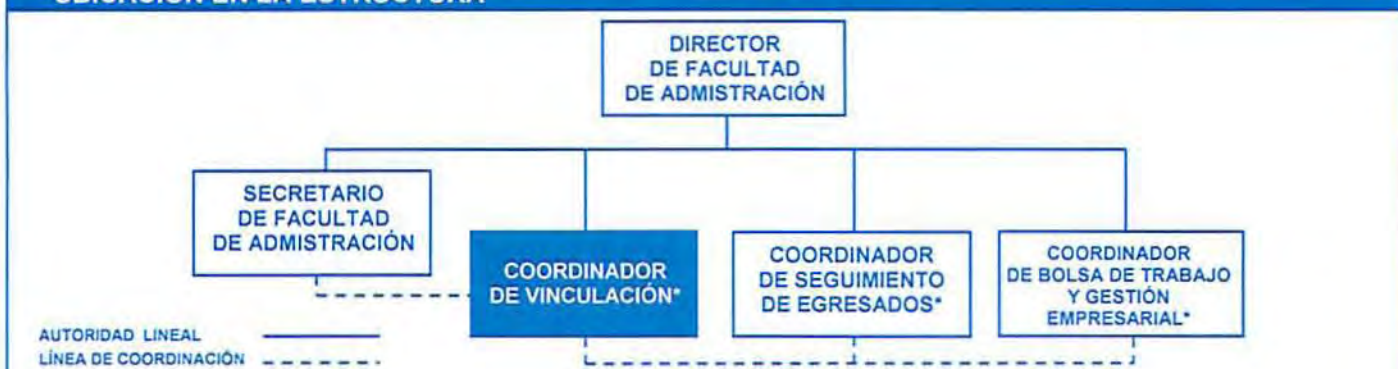 DIRECTOR
DE FACULTAD
DE ADMISTRACIÓN
SECRETARIO
DE FACULTAD
DE ADMISTRACIÓN
COORDINADOR
DE VINCULACIÓN*
COORDINADOR
DE SEGUIMIENTO
DE EGRESADOS*
COORDINADOR
DE BOLSA DE TRABAJO
Y GESTIÓN
EMPRESARIAL*
AUTORIDAD LINEAL
LÍNEA DE COORDINACIÓN